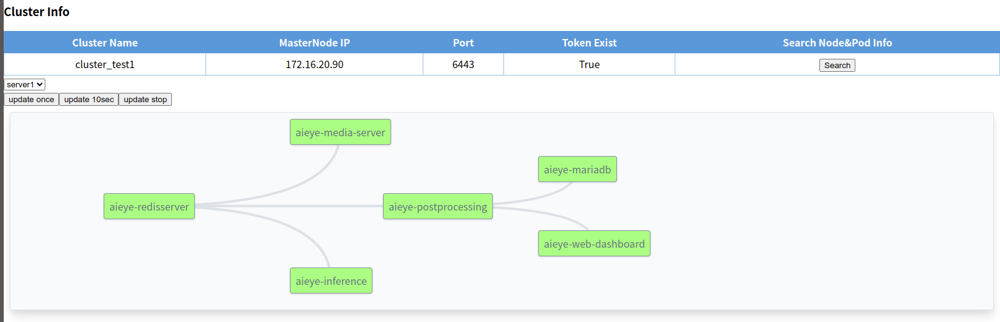 Cluster Info
Cluster Name MasterNode IP Port Token Exist Search Node&Pod Info
cluster_test1 172.16.20.90 6443 True Search
server1
update once update 10sec update stop
aieye-media-server
aieye-mariadb
aieye-redisserver aieye-postprocessing
aieye-web-dashboard
aieye-inference